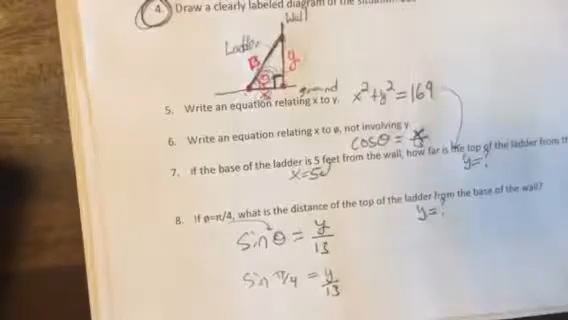 4. Draw a clearly labeled diagram of the situation
Wall
Ladder
13 y
θ
x ground
5. Write an equation relating x to y. x²+y²=169
6. Write an equation relating x to ø, not involving y.
cosθ = x/13
7. If the base of the ladder is 5 feet from the wall, how far is the top of the ladder from th
x=5 y=?
8. If ø=π/4, what is the distance of the top of the ladder from the base of the wall?
y=?
sin θ = y/13
sin π/4 = y/13